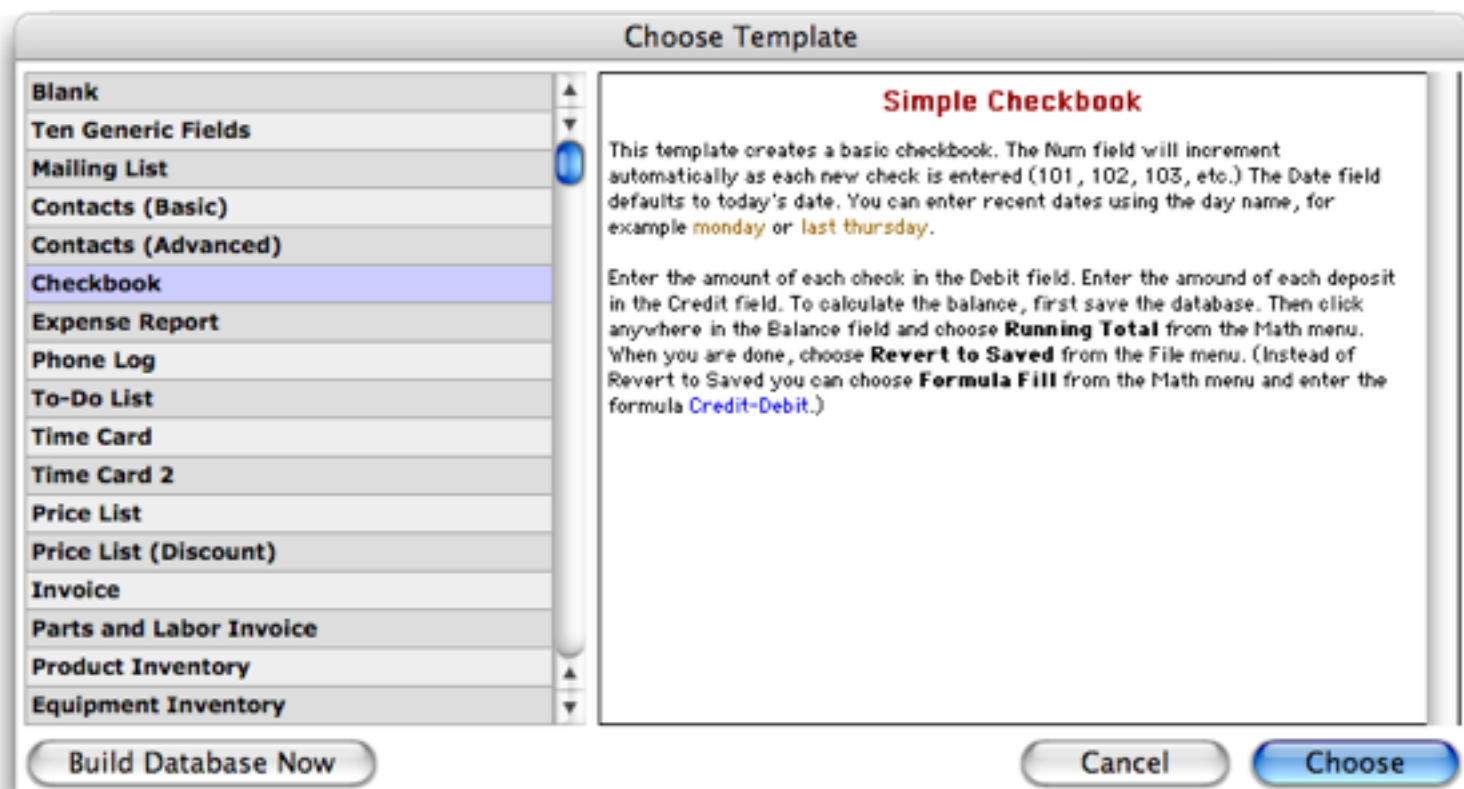 Choose Template
Blank
Ten Generic Fields
Mailing List
Contacts (Basic)
Contacts (Advanced)
Checkbook
Expense Report
Phone Log
To-Do List
Time Card
Time Card 2
Price List
Price List (Discount)
Invoice
Parts and Labor Invoice
Product Inventory
Equipment Inventory
Simple Checkbook
This template creates a basic checkbook. The Num field will increment
automatically as each new check is entered (101, 102, 103, etc.) The Date field
defaults to today's date. You can enter recent dates using the day name, for
example monday or last thursday.
Enter the amount of each check in the Debit field. Enter the amound of each deposit
in the Credit field. To calculate the balance, first save the database. Then click
anywhere in the Balance field and choose Running Total from the Math menu.
When you are done, choose Revert to Saved from the File menu. (Instead of
Revert to Saved you can choose Formula Fill from the Math menu and enter the
formula Credit-Debit.)
Build Database Now
Cancel
Choose